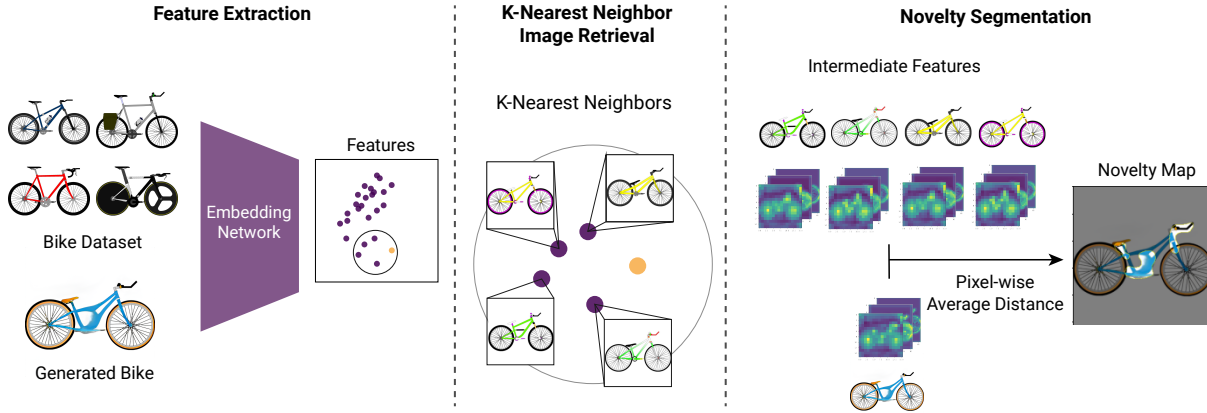 Feature Extraction
Bike Dataset
Generated Bike
Embedding
Network
Features
K-Nearest Neighbor
Image Retrieval
K-Nearest Neighbors
Novelty Segmentation
Intermediate Features
Pixel-wise
Average Distance
Novelty Map